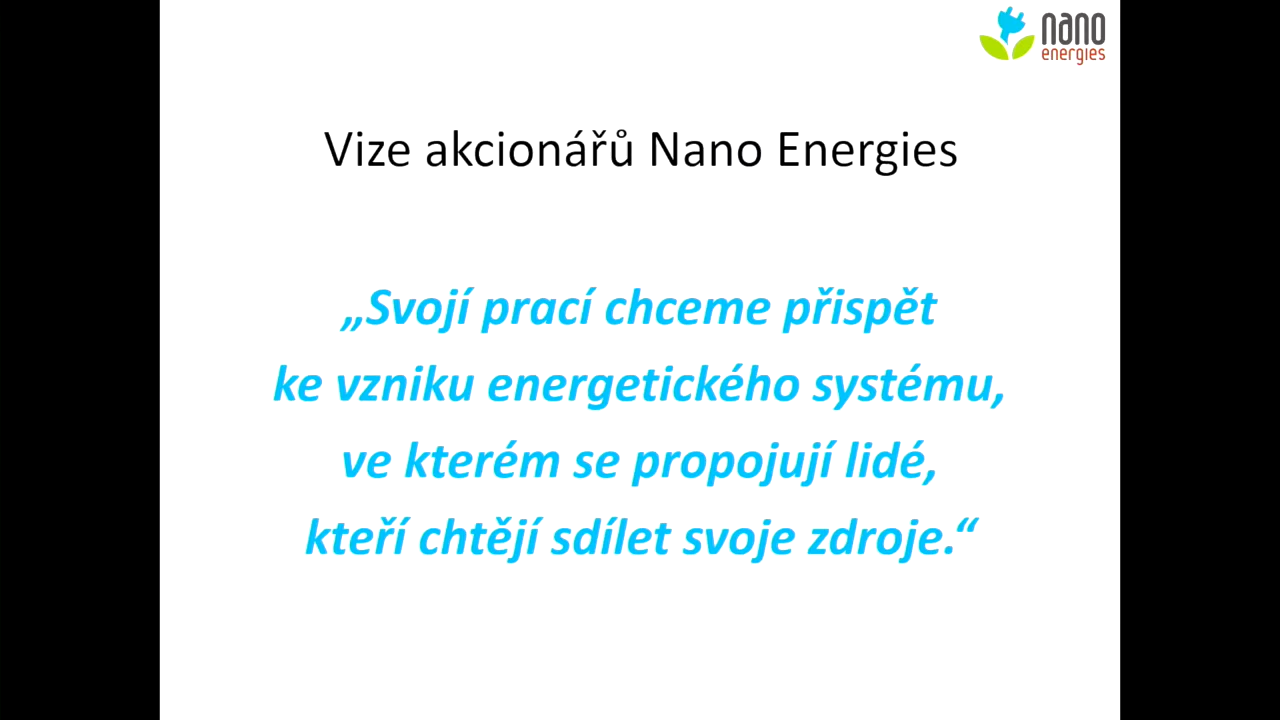 nano
energies
Vize akcionářů Nano Energies
„Svojí prací chceme přispět
ke vzniku energetického systému,
ve kterém se propojují lidé,
kteří chtějí sdílet svoje zdroje.“